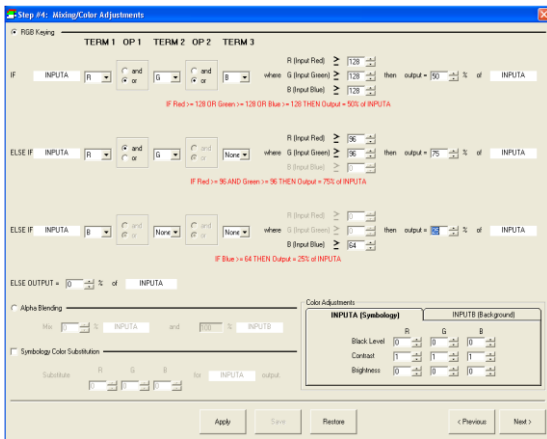 Step #4: Mixing/Color Adjustments
RGB Keying
TERM 1 OP 1 TERM 2 OP 2 TERM 3
R (Input Red) ≥ 128
IF INPUTA R and or G and or B where G (Input Green) ≥ 128 then output = 50 % of INPUTA
B (Input Blue) ≥ 128
IF Red >= 128 OR Green >= 128 OR Blue >= 128 THEN Output = 50% of INPUTA
R (Input Red) ≥ 96
ELSE IF INPUTA R and or G and or None where G (Input Green) ≥ 96 then output = 75 % of INPUTA
B (Input Blue) ≥ 0
IF Red >= 96 AND Green >= 96 THEN Output = 75% of INPUTA
R (Input Red) ≥ 0
ELSE IF INPUTA B and or None and or None where G (Input Green) ≥ 0 then output = 25 % of INPUTA
B (Input Blue) ≥ 64
IF Blue >= 64 THEN Output = 25% of INPUTA
ELSE OUTPUT = 0 % of INPUTA
Alpha Blending
Mix 0 % INPUTA and 100 % INPUTB
Symbology Color Substitution
R G B
Substitute 0 0 0 for INPUTA output
Color Adjustments
INPUTA (Symbology) INPUTB (Background)
R G B
Black Level 0 0 0
Contrast 1 1 1
Brightness 0 0 0
Apply Save Restore < Previous Next >